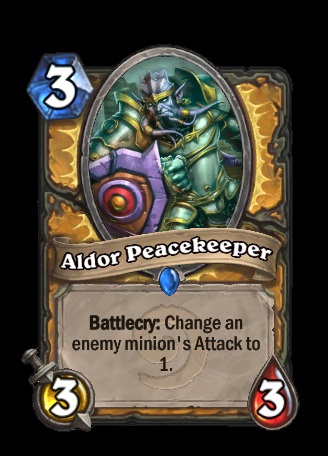 3
Aldor Peacekeeper
Battlecry: Change an
enemy minion's Attack to
1.
3
3